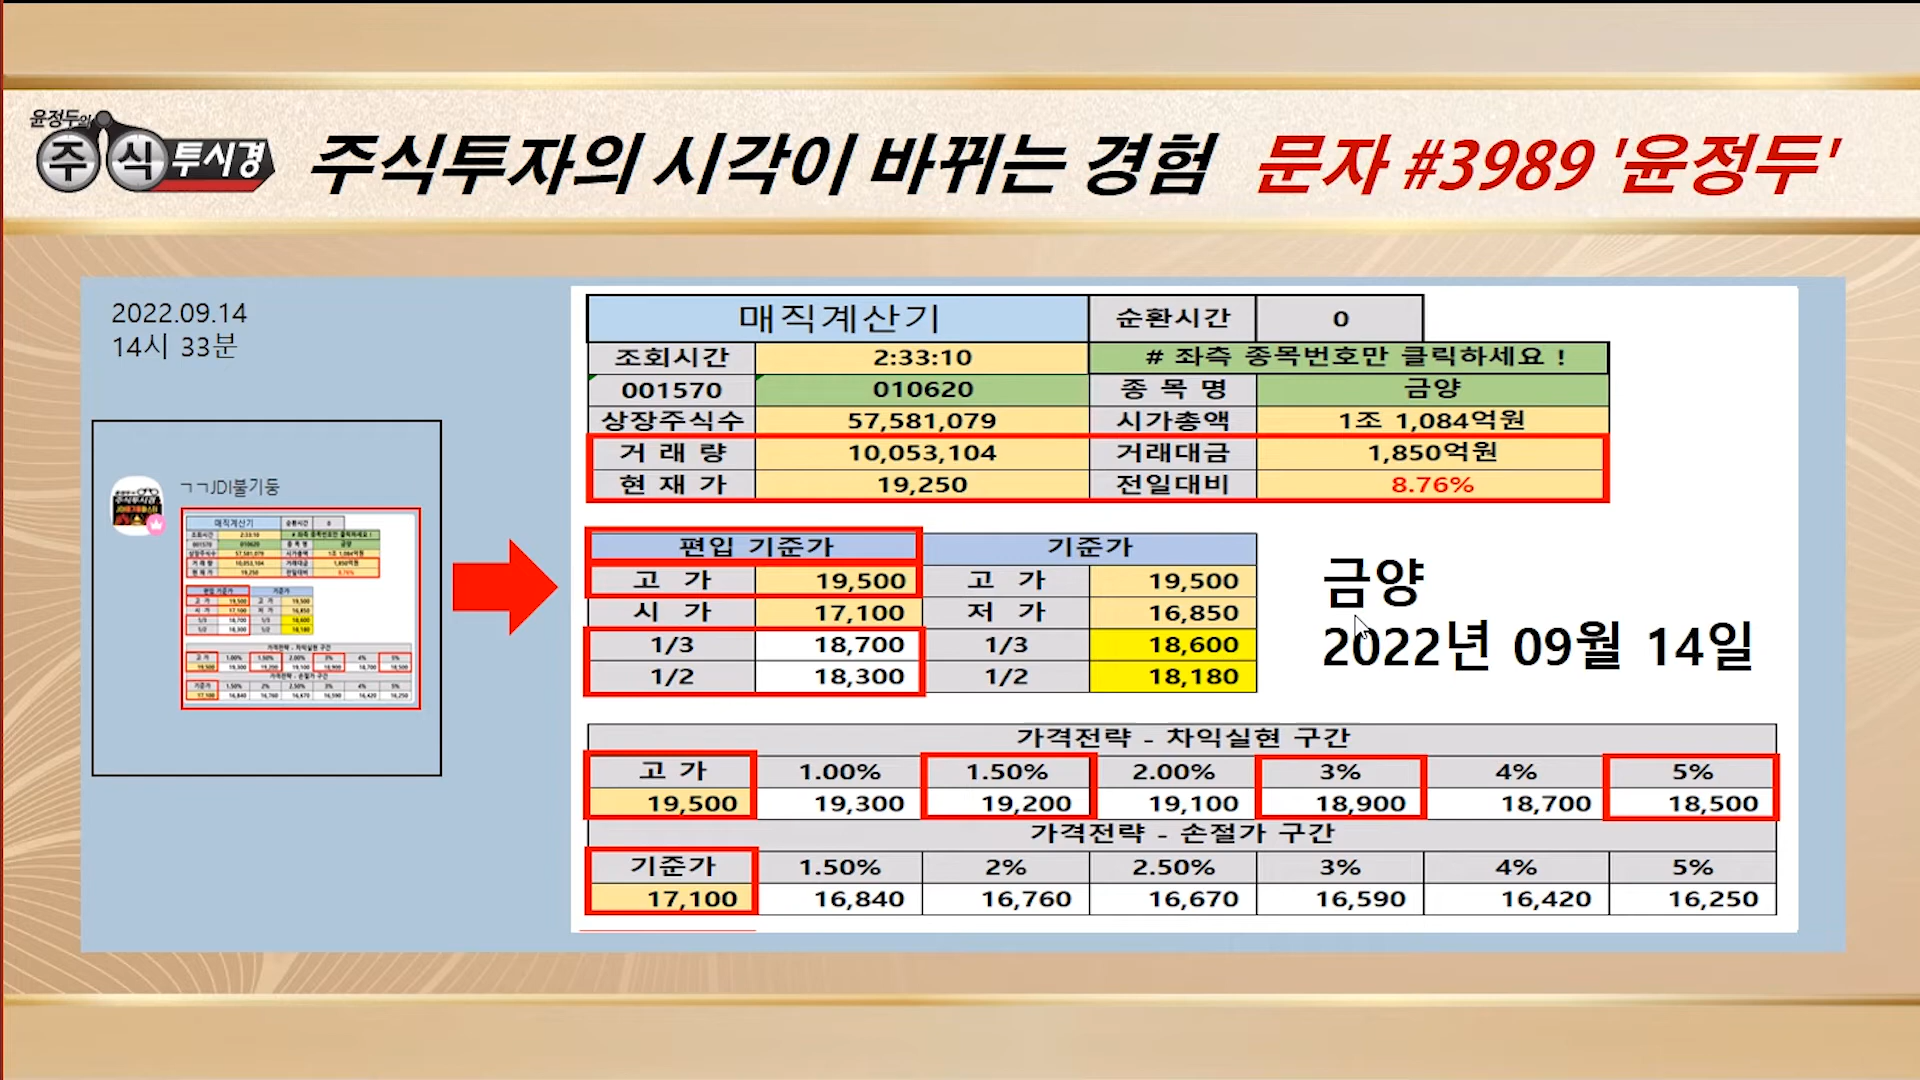 윤정두의
주식투시경
주식투자의 시각이 바뀌는 경험 문자 #3989 '윤정두'
2022.09.14
14시 33분
ㄱㄱJDI불기둥
매직계산기 순환시간 0
조회시간 2:33:10 # 좌측 종목번호만 클릭하세요 !
001570 010620 종 목 명 금양
상장주식수 57,581,079 시가총액 1조 1,084억원
거 래 량 10,053,104 거래대금 1,850억원
현 재 가 19,250 전일대비 8.76%
편입 기준가 기준가
고 가 19,500 고 가 19,500
시 가 17,100 저 가 16,850
1/3 18,700 1/3 18,600
1/2 18,300 1/2 18,180
금양
2022년 09월 14일
가격전략 - 차익실현 구간
고 가 1.00% 1.50% 2.00% 3% 4% 5%
19,500 19,300 19,200 19,100 18,900 18,700 18,500
가격전략 - 손절가 구간
기준가 1.50% 2% 2.50% 3% 4% 5%
17,100 16,840 16,760 16,670 16,590 16,420 16,250